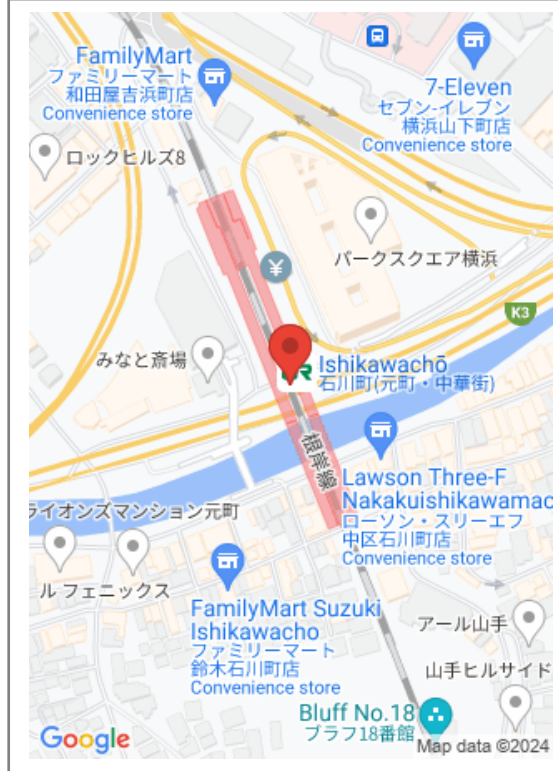 FamilyMart
ファミリーマート
和田屋吉浜町店
Convenience store
7-Eleven
セブン-イレブン
横浜山下町店
Convenience store
ロックヒルズ8
パークスクエア横浜
K3
みなと斎場
Ishikawachō
石川町(元町・中華街)
根岸線
Lawson Three-F
Nakakuishikawamac
ローソン・スリーエフ
中区石川町店
Convenience store
ライオンズマンション元町
ル フェニックス
FamilyMart Suzuki
Ishikawacho
ファミリーマート
鈴木石川町店
Convenience store
アール山手
山手ヒルサイド
Bluff No.18
ブラフ18番館
Google
Map data ©2024